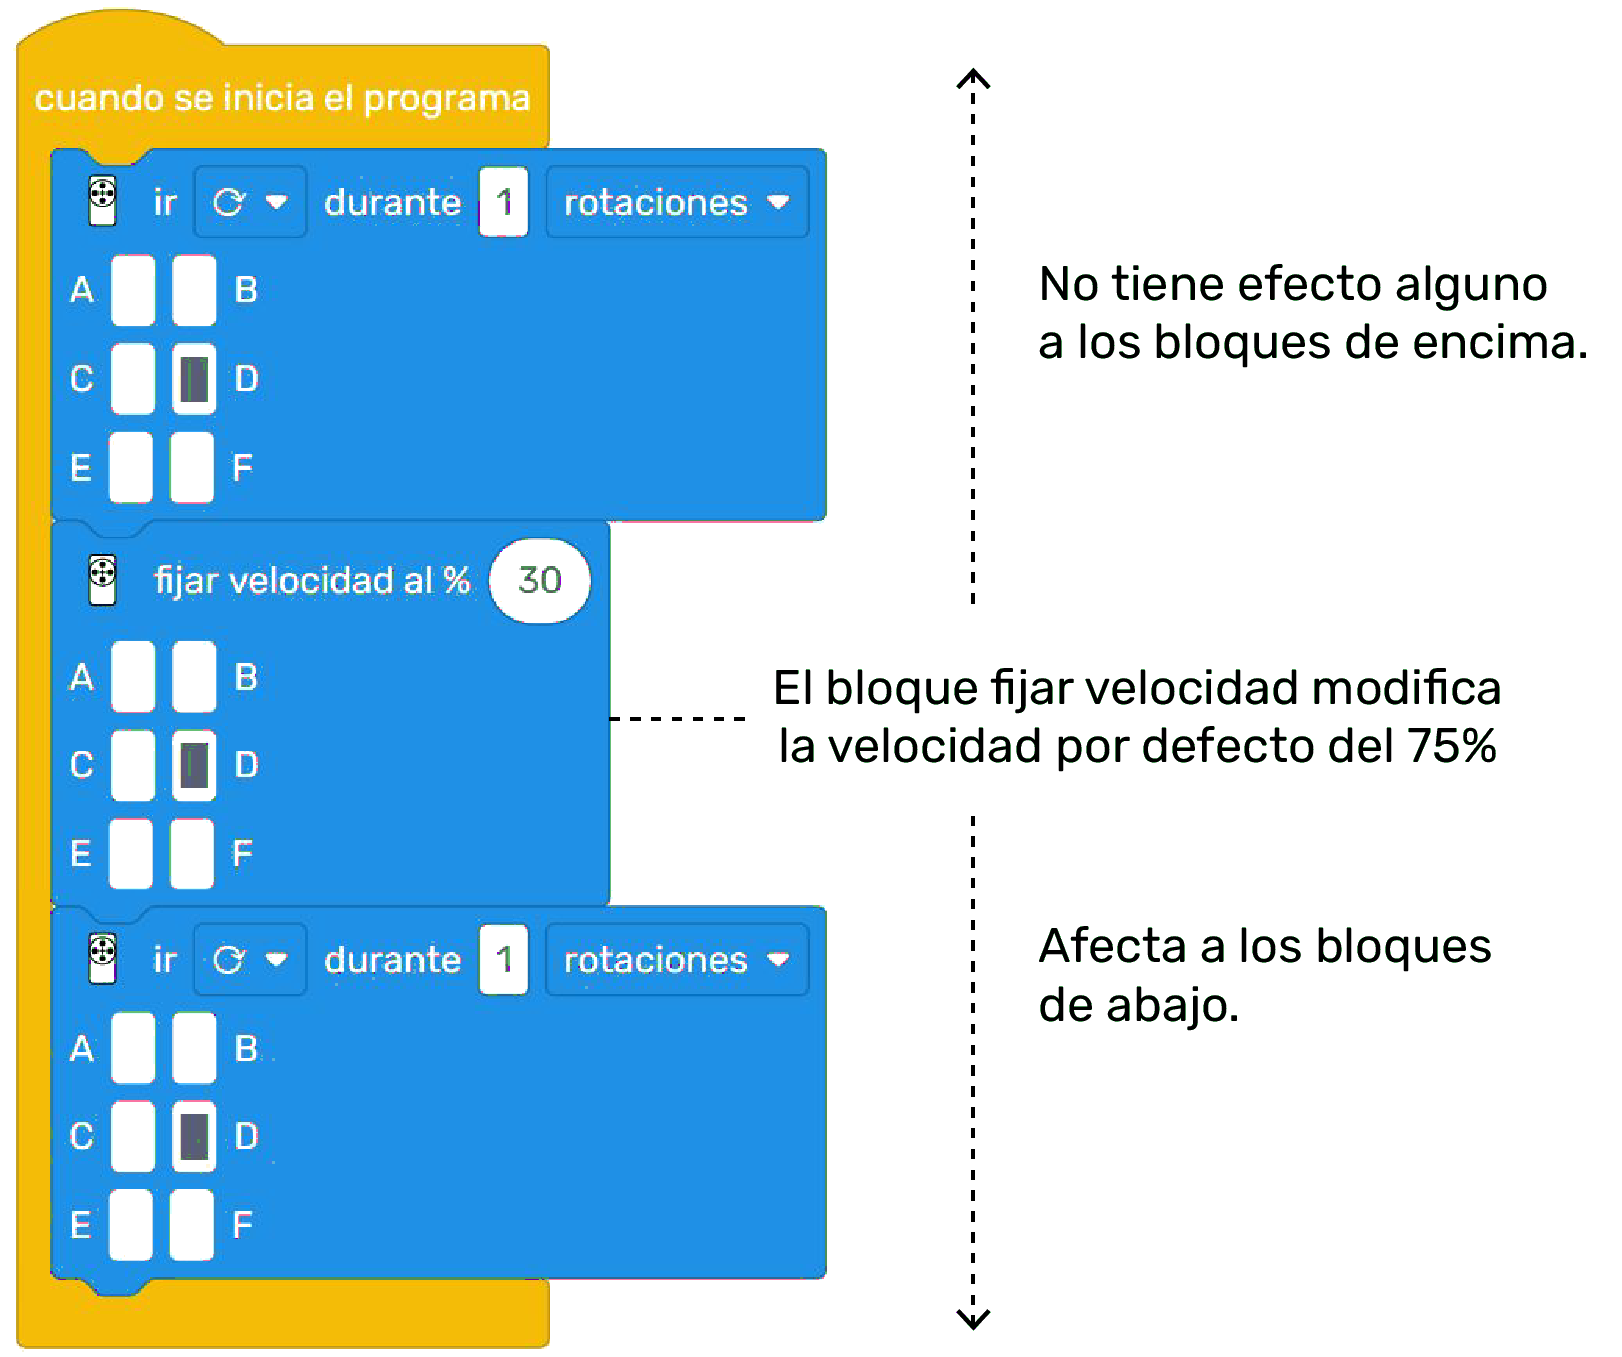 cuando se inicia el programa
ir durante 1 rotaciones
A B
C D
E F
No tiene efecto alguno
a los bloques de encima.
fijar velocidad al % 30
A B
C D
E F
El bloque fijar velocidad modifica
la velocidad por defecto del 75%
ir durante 1 rotaciones
A B
C D
E F
Afecta a los bloques
de abajo.